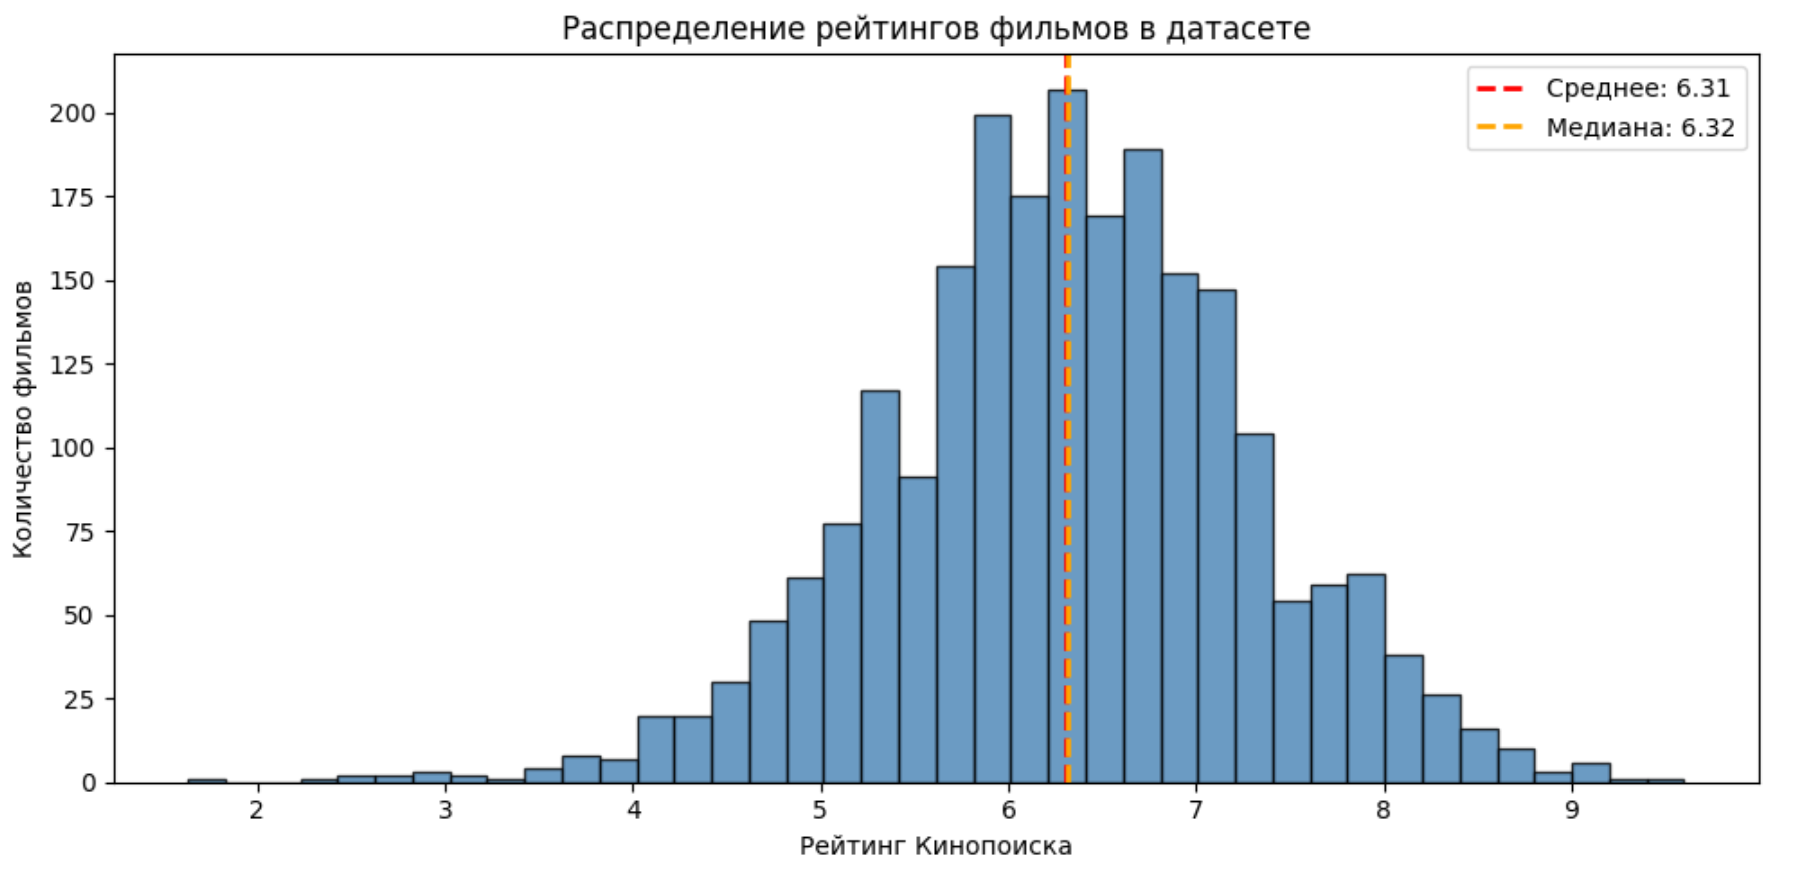 Распределение рейтингов фильмов в датасете
Среднее: 6.31
Медиана: 6.32
Количество фильмов
200
175
150
125
100
75
50
25
0
2 3 4 5 6 7 8 9
Рейтинг Кинопоиска